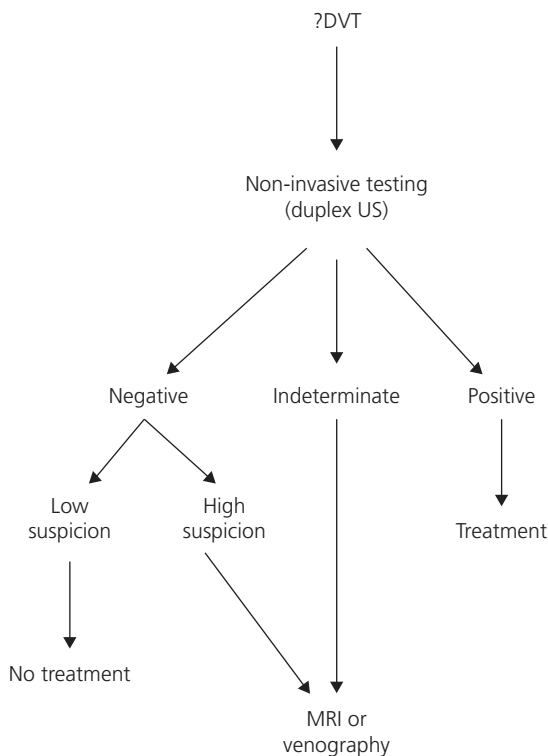 ?DVT
Non-invasive testing
(duplex US)
Negative
Indeterminate
Positive
Low
suspicion
High
suspicion
Treatment
No treatment
MRI or
venography